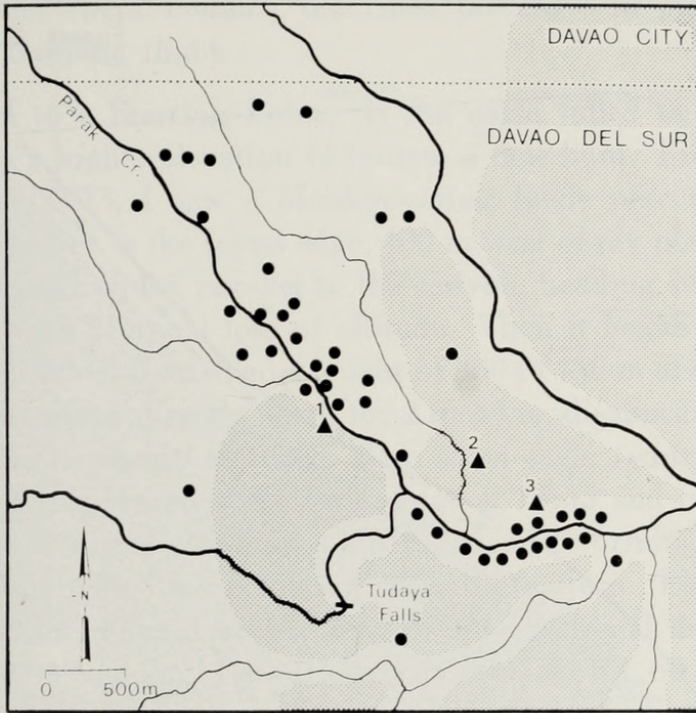 DAVAO CITY
DAVAO DEL SUR
Parak Cr.
1
2
3
Tudaya
Falls
N
0 500m